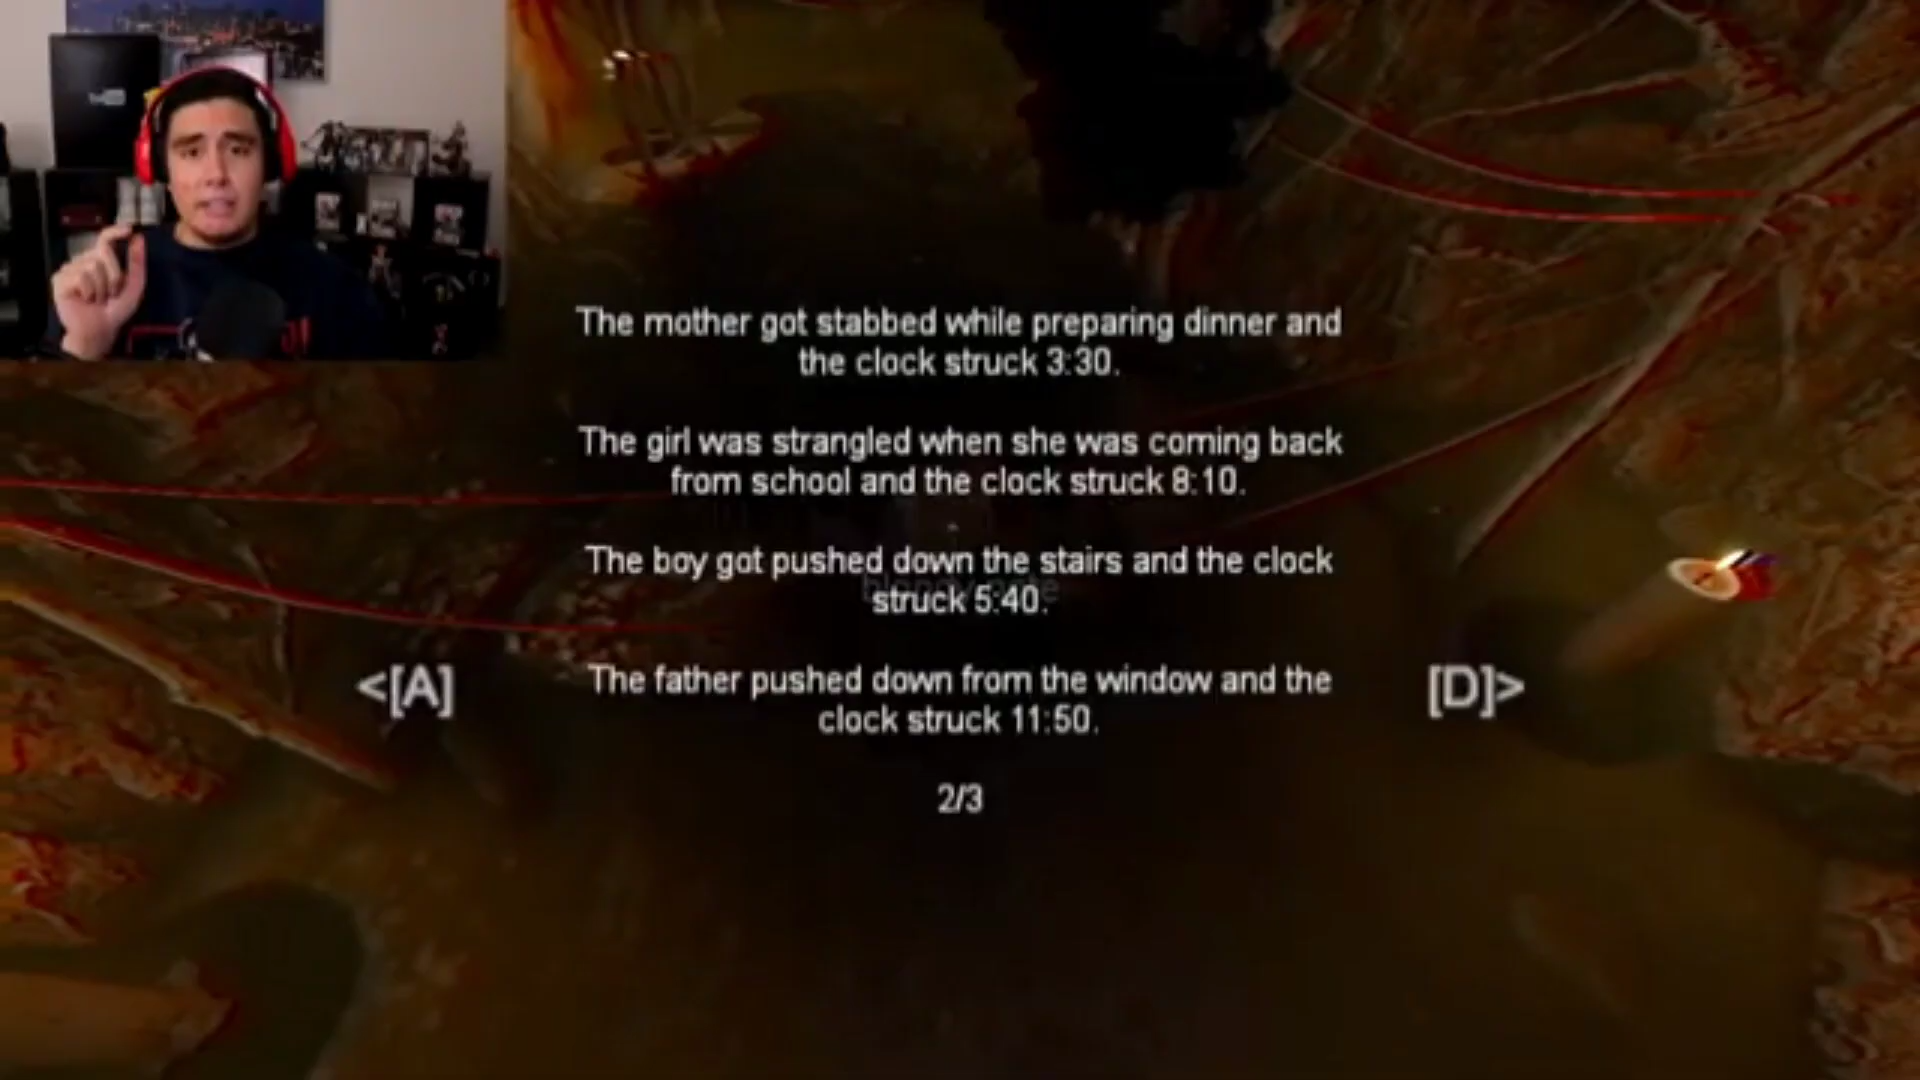 The mother got stabbed while preparing dinner and
the clock struck 3:30.
The girl was strangled when she was coming back
from school and the clock struck 8:10.
The boy got pushed down the stairs and the clock
struck 5:40.
<[A]
The father pushed down from the window and the
clock struck 11:50.
[D]>
2/3